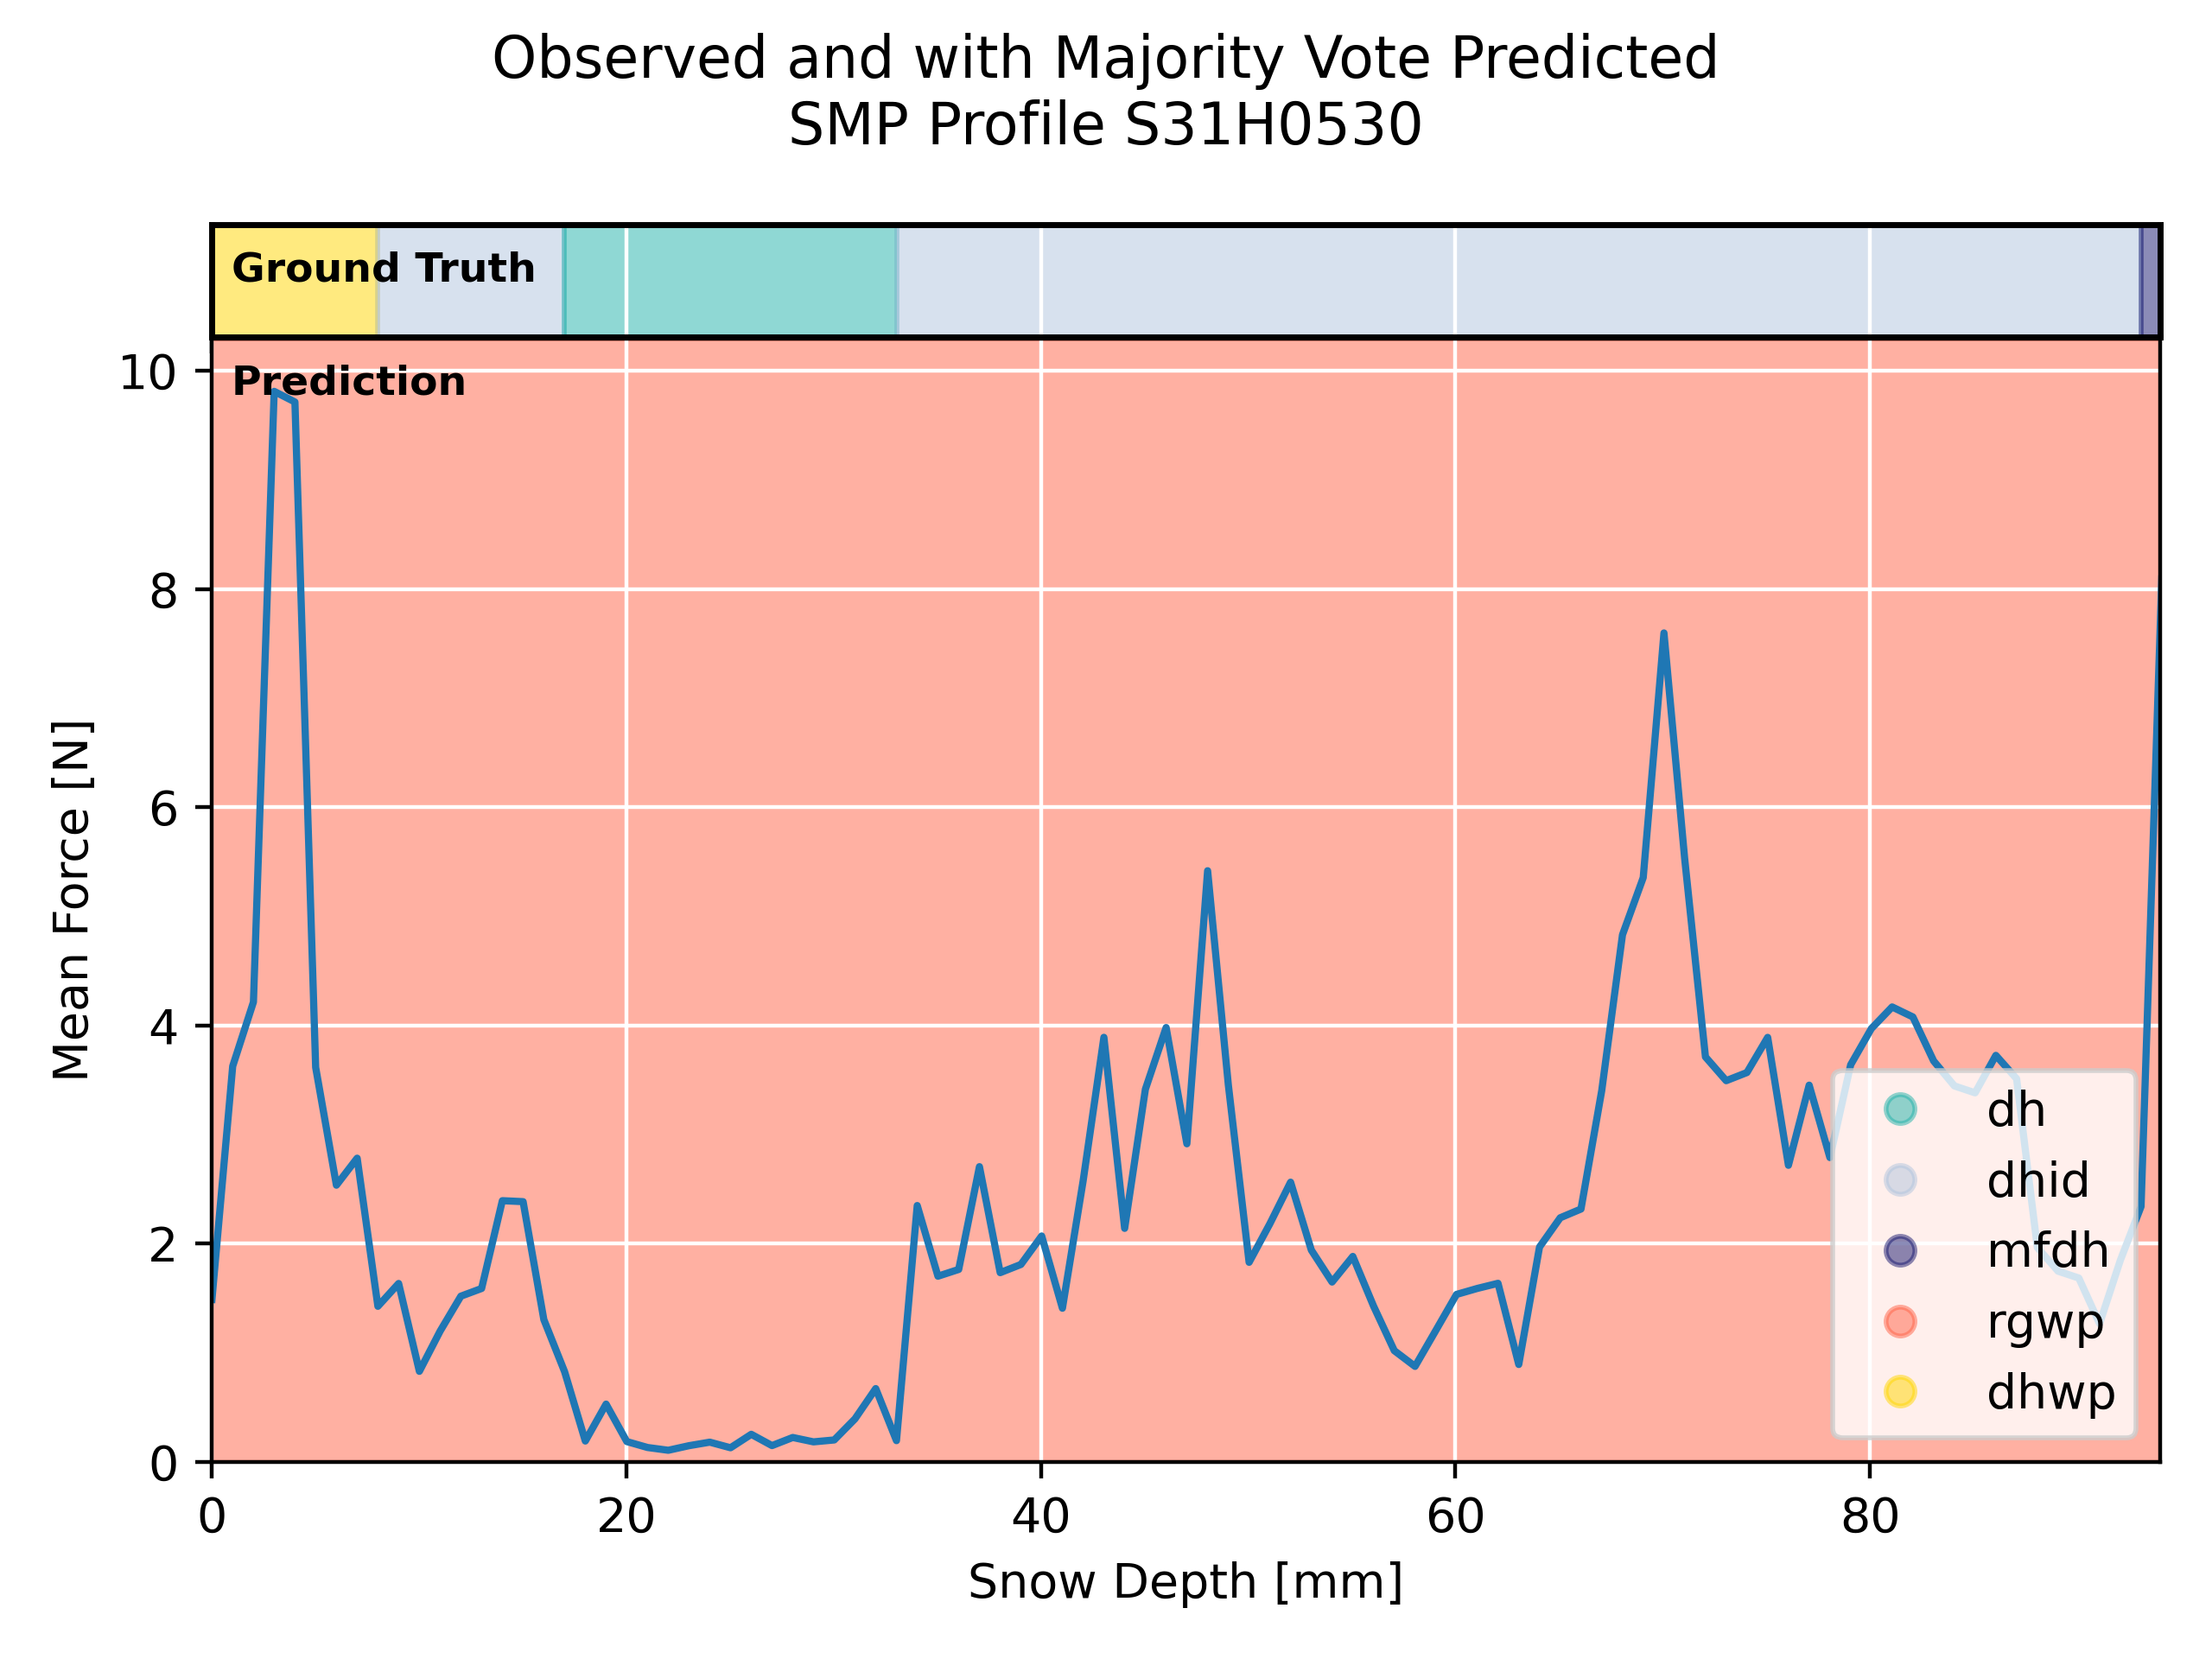 Observed and with Majority Vote Predicted
SMP Profile S31H0530
Ground Truth
Prediction
10
8
6
4
2
0
Mean Force [N]
0 20 40 60 80
Snow Depth [mm]
dh
dhid
mfdh
rgwp
dhwp